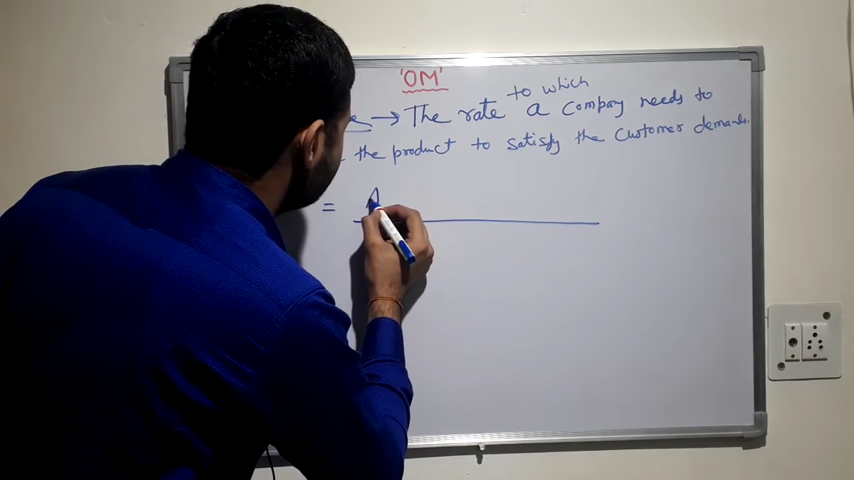 'OM'
to which
→ The rate a company needs to
the product to satisfy the customer demands.
= A